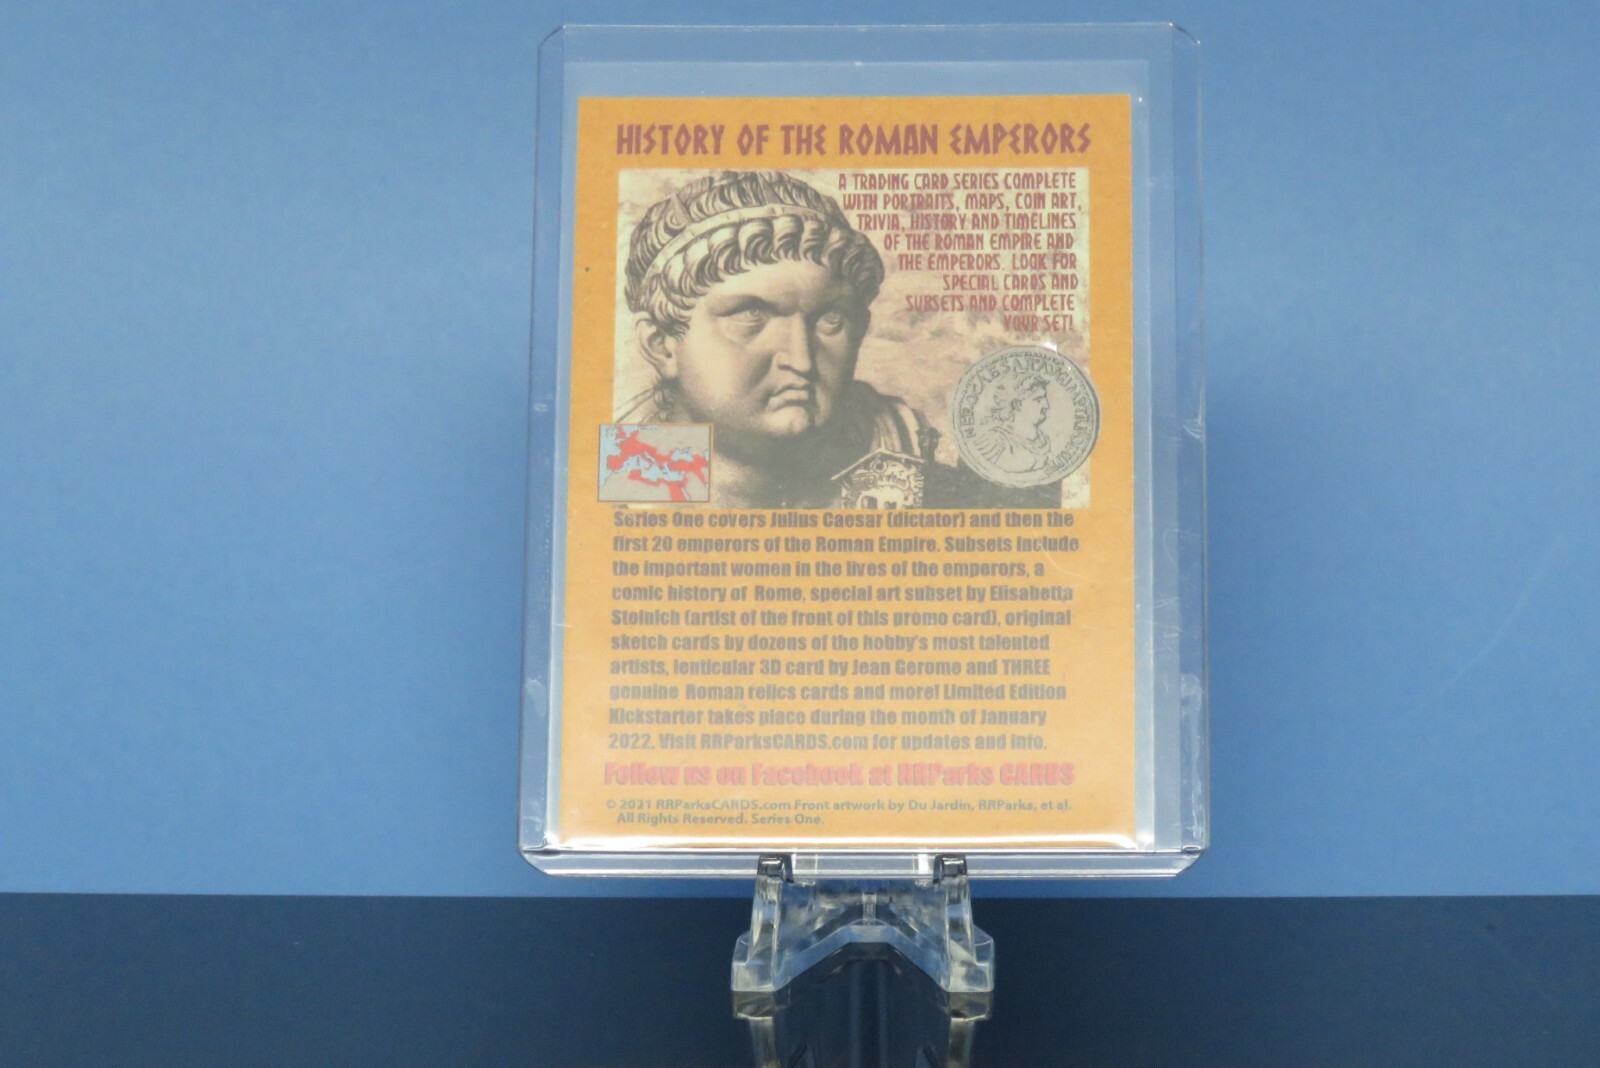 HISTORY OF THE ROMAN EMPERORS
A TRADING CARD SERIES COMPLETE
WITH PORTRAITS, MAPS, COIN ART,
TRIVIA, HISTORY AND TIMELINES
OF THE ROMAN EMPIRE AND
THE EMPERORS. LOOK FOR
SPECIAL CARDS AND
SUBSETS AND COMPLETE
YOUR SET!
Series One covers Julius Caesar (dictator) and then the
first 20 emperors of the Roman Empire. Subsets include
the important women in the lives of the emperors, a
comic history of Rome, special art subset by Elisabetta
Stoinich (artist of the front of this promo card), original
sketch cards by dozens of the hobby's most talented
artists, lenticular 3D card by Jean Gerome and THREE
genuine Roman relics cards and more! Limited Edition
Kickstarter takes place during the month of January
2022. Visit RRParksCARDS.com for updates and info.
Follow us on Facebook at RRParks CARDS
© 2021 RRParksCARDS.com Front artwork by Du Jardin, RRParks, et al.
All Rights Reserved. Series One.